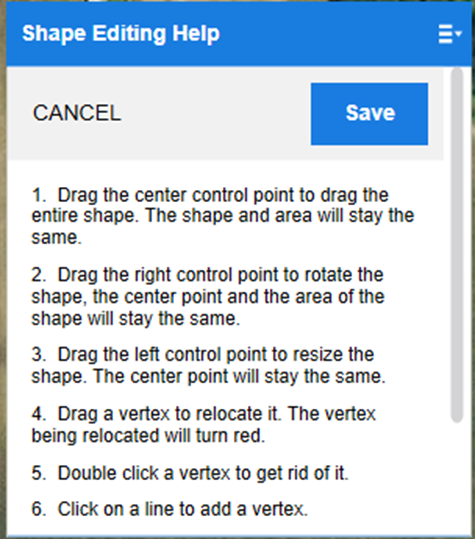 Shape Editing Help
CANCEL
Save
1. Drag the center control point to drag the
entire shape. The shape and area will stay the
same.
2. Drag the right control point to rotate the
shape, the center point and the area of the
shape will stay the same.
3. Drag the left control point to resize the
shape. The center point will stay the same.
4. Drag a vertex to relocate it. The vertex
being relocated will turn red.
5. Double click a vertex to get rid of it.
6. Click on a line to add a vertex.